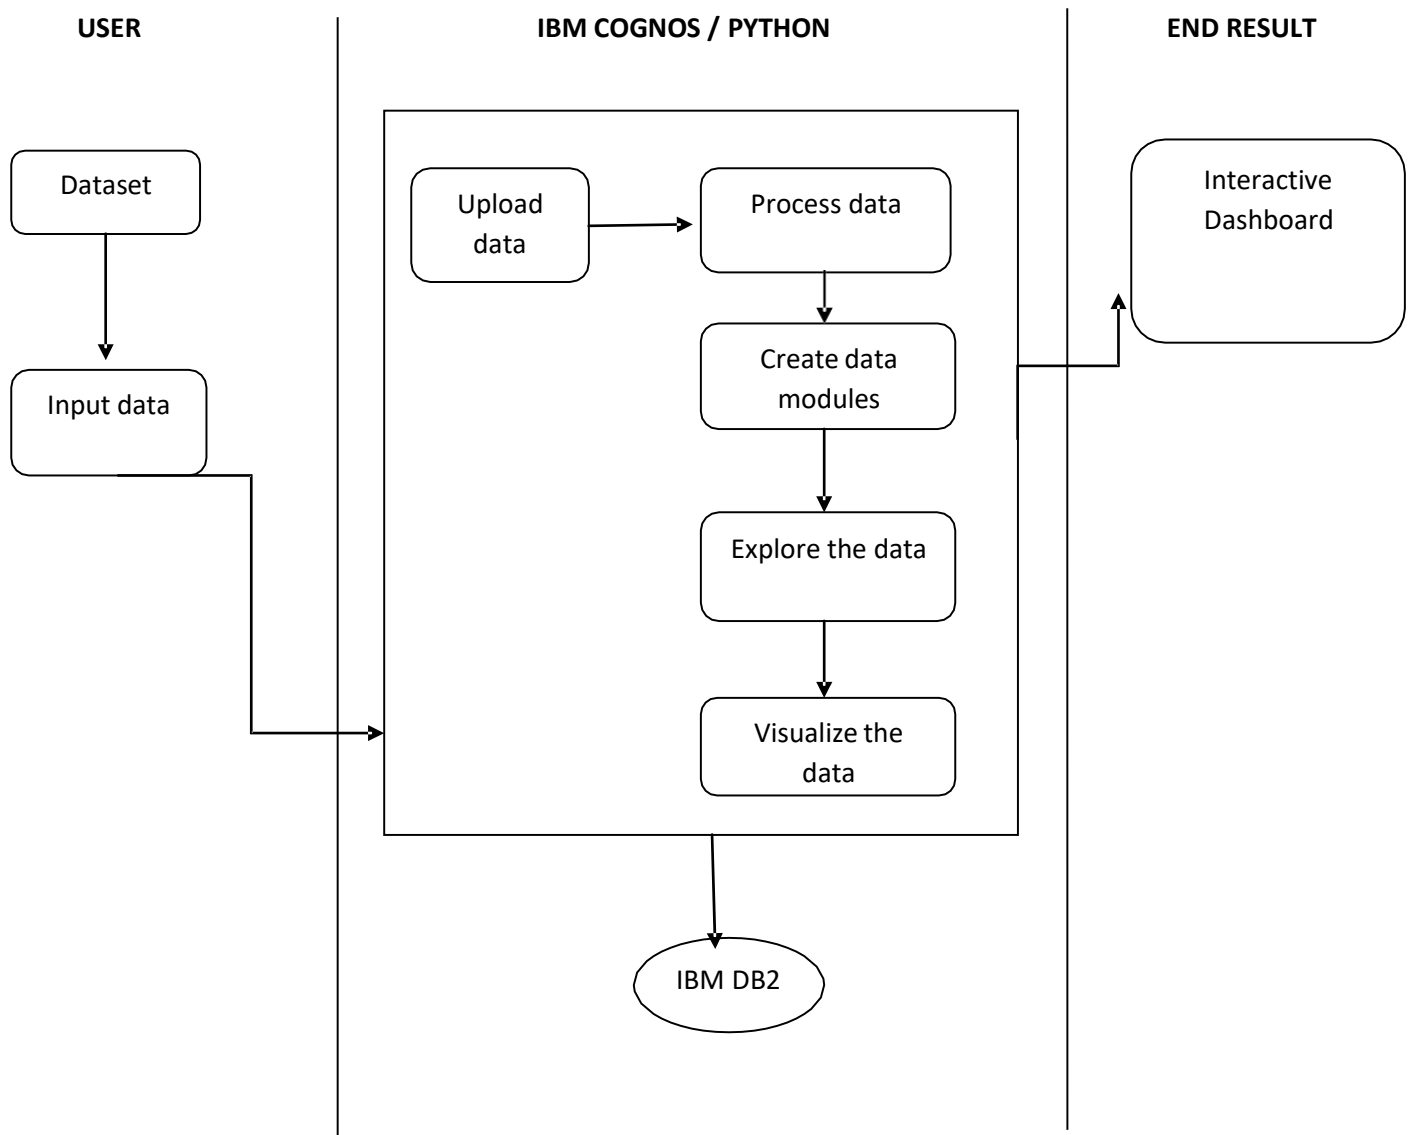 USER
IBM COGNOS / PYTHON
END RESULT
Dataset
Input data
Upload
data
Process data
Create data
modules
Explore the data
Visualize the
data
IBM DB2
Interactive
Dashboard